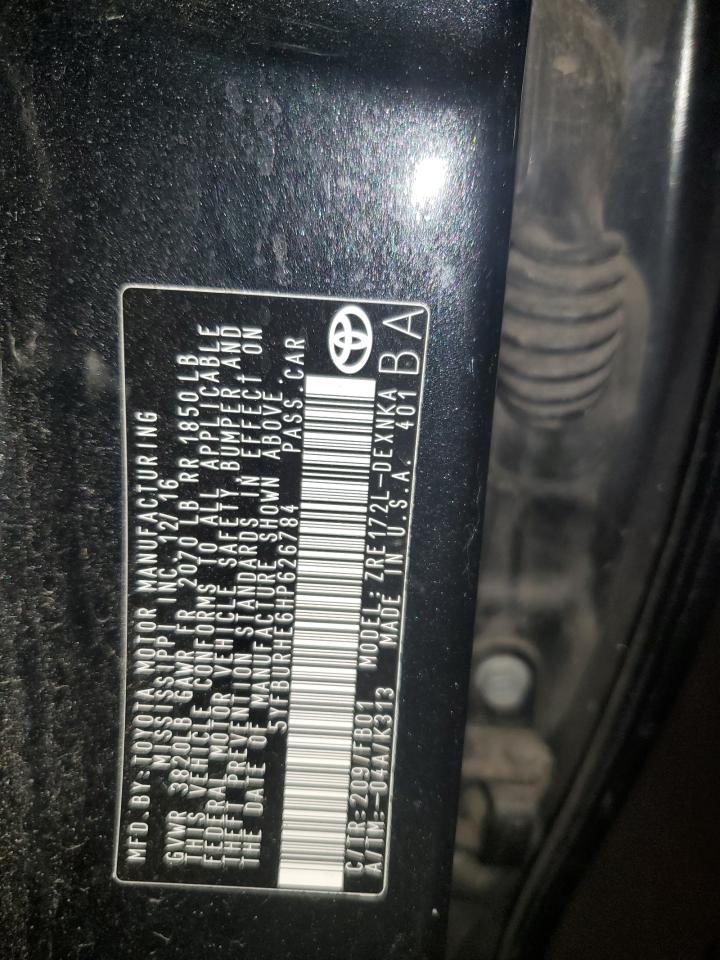 MFD.BY:TOYOTA MOTOR MANUFACTURING
MISSISSIPPI INC 12/16
GVWR 3820LB GAWR FR 2070 LB RR 1850 LB
THIS VEHICLE CONFORMS TO ALL APPLICABLE
FEDERAL MOTOR VEHICLE SAFETY, BUMPER AND
THEFT PREVENTION STANDARDS IN EFFECT ON
THE DATE OF MANUFACTURE SHOWN ABOVE.
5YFBURHE6HP626784 PASS.CAR
C/TR:209/FB01 MODEL: ZRE172L-DEXNKA
A/TM:-04A/K313 MADE IN U.S.A. 401 BA